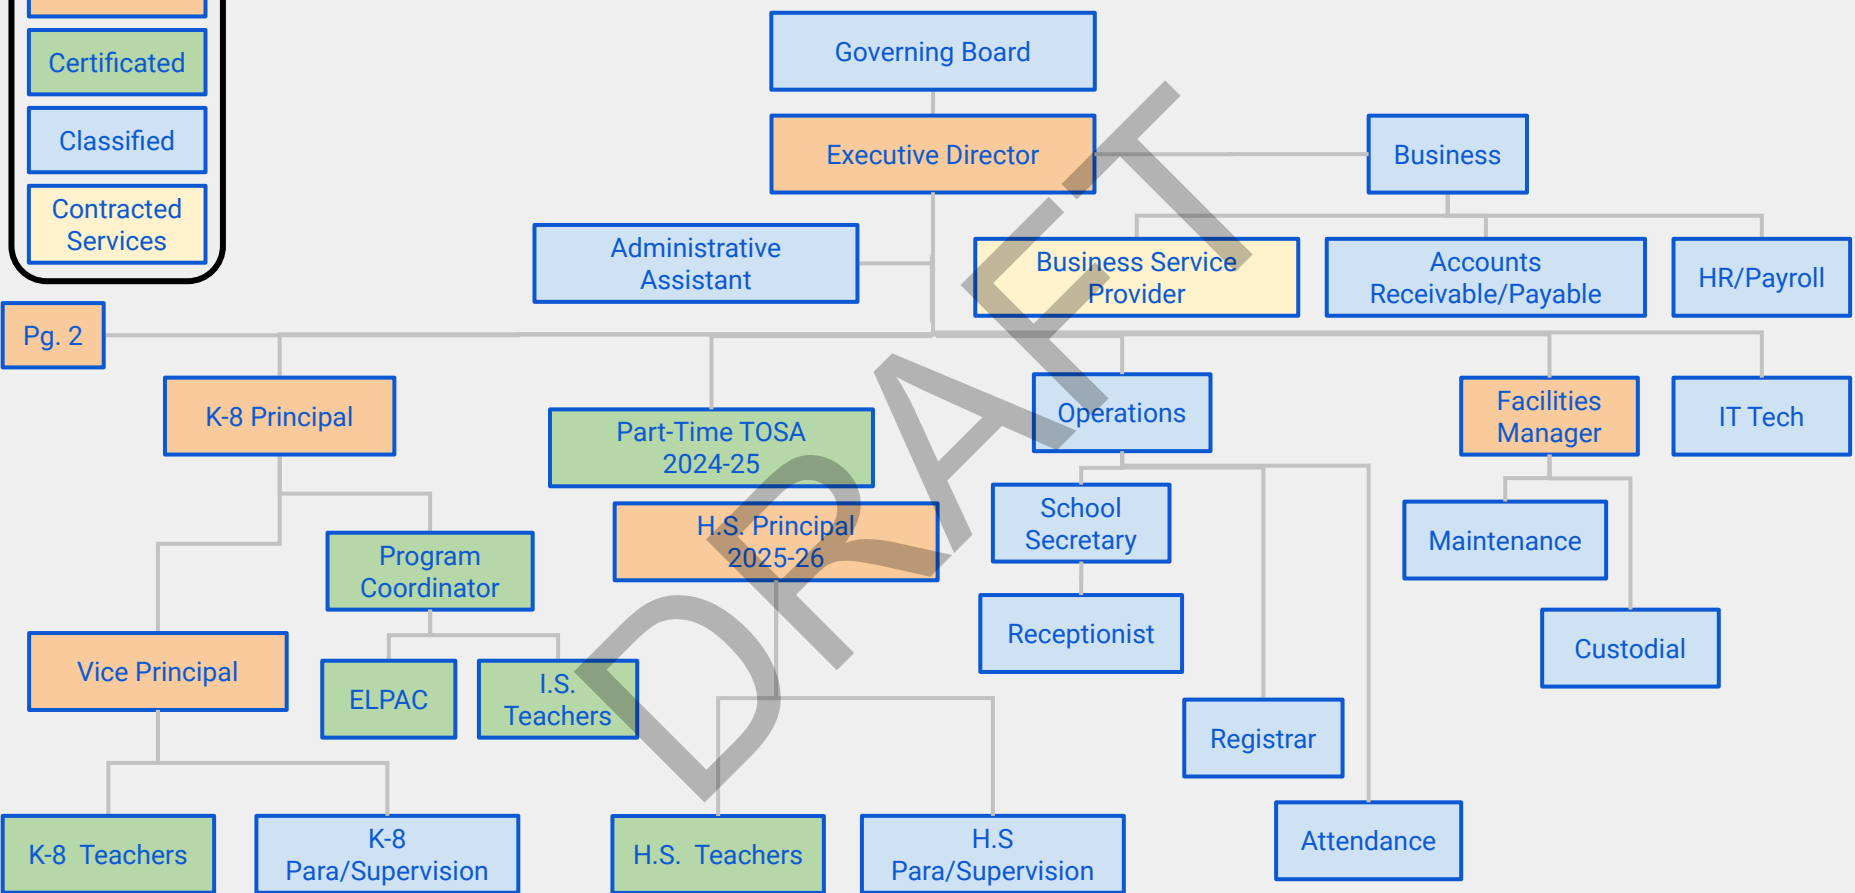 Certificated
Classified
Contracted
Services
Governing Board
Executive Director
Business
Administrative
Assistant
Business Service
Provider
Accounts
Receivable/Payable
HR/Payroll
Pg. 2
K-8 Principal
Part-Time TOSA
2024-25
Operations
Facilities
Manager
IT Tech
H.S. Principal
2025-26
School
Secretary
Maintenance
Program
Coordinator
Receptionist
Custodial
Vice Principal
ELPAC
I.S.
Teachers
Registrar
K-8 Teachers
K-8
Para/Supervision
H.S. Teachers
H.S
Para/Supervision
Attendance
DRAFT